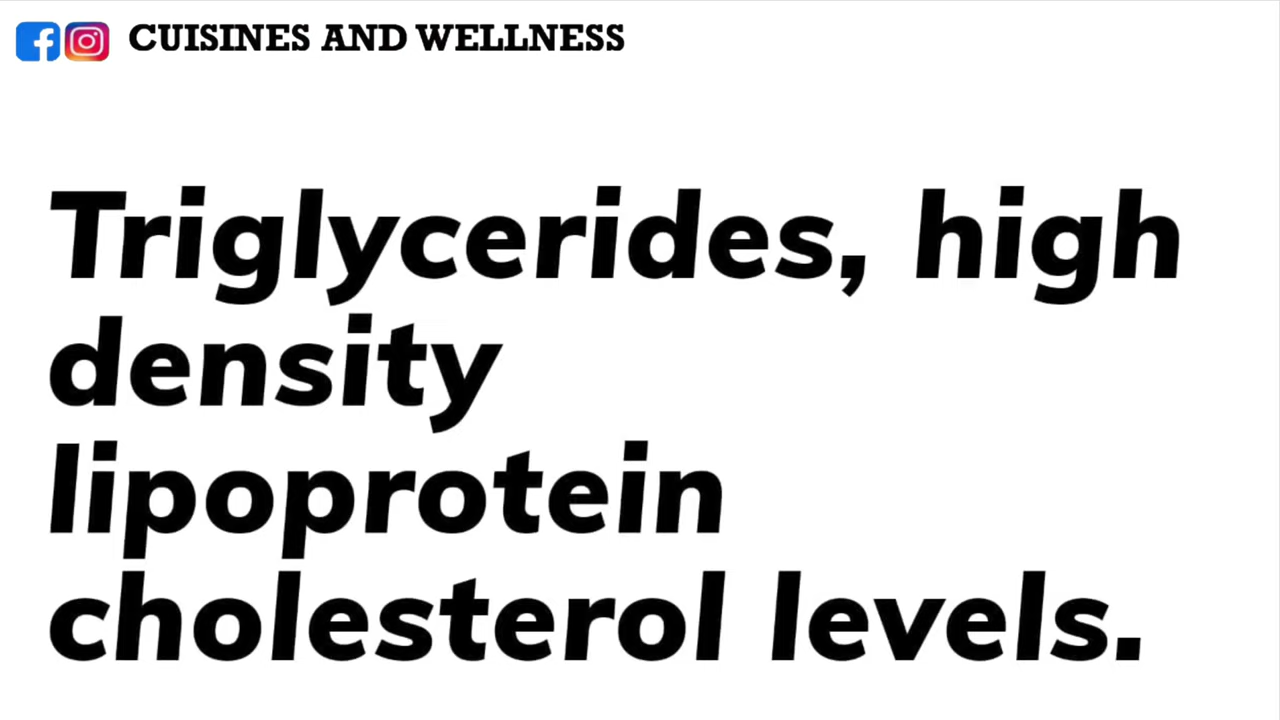 CUISINES AND WELLNESS
Triglycerides, high
density
lipoprotein
cholesterol levels.